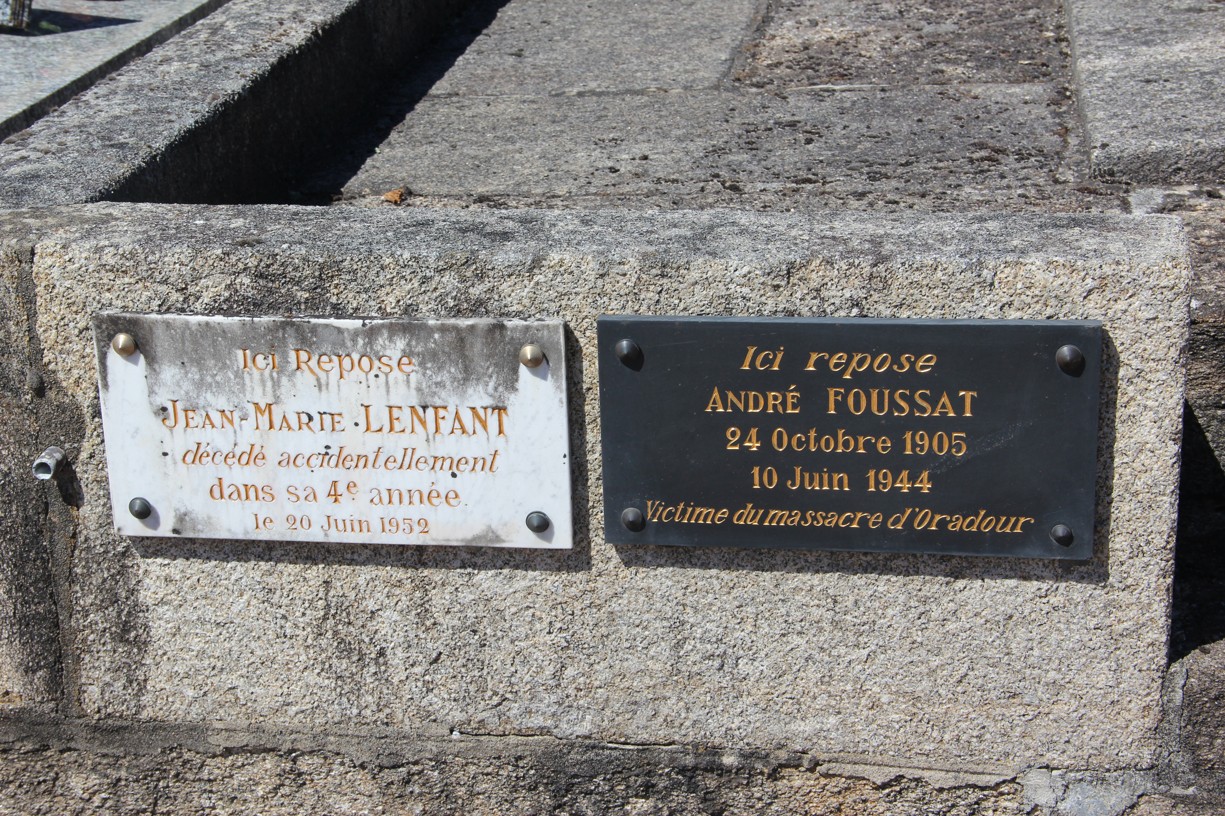 Ici Repose
Jean-Marie LENFANT
décédé accidentellement
dans sa 4e année
le 20 Juin 1952
Ici repose
André FOUSSAT
24 Octobre 1905
10 Juin 1944
Victime du massacre d'Oradour